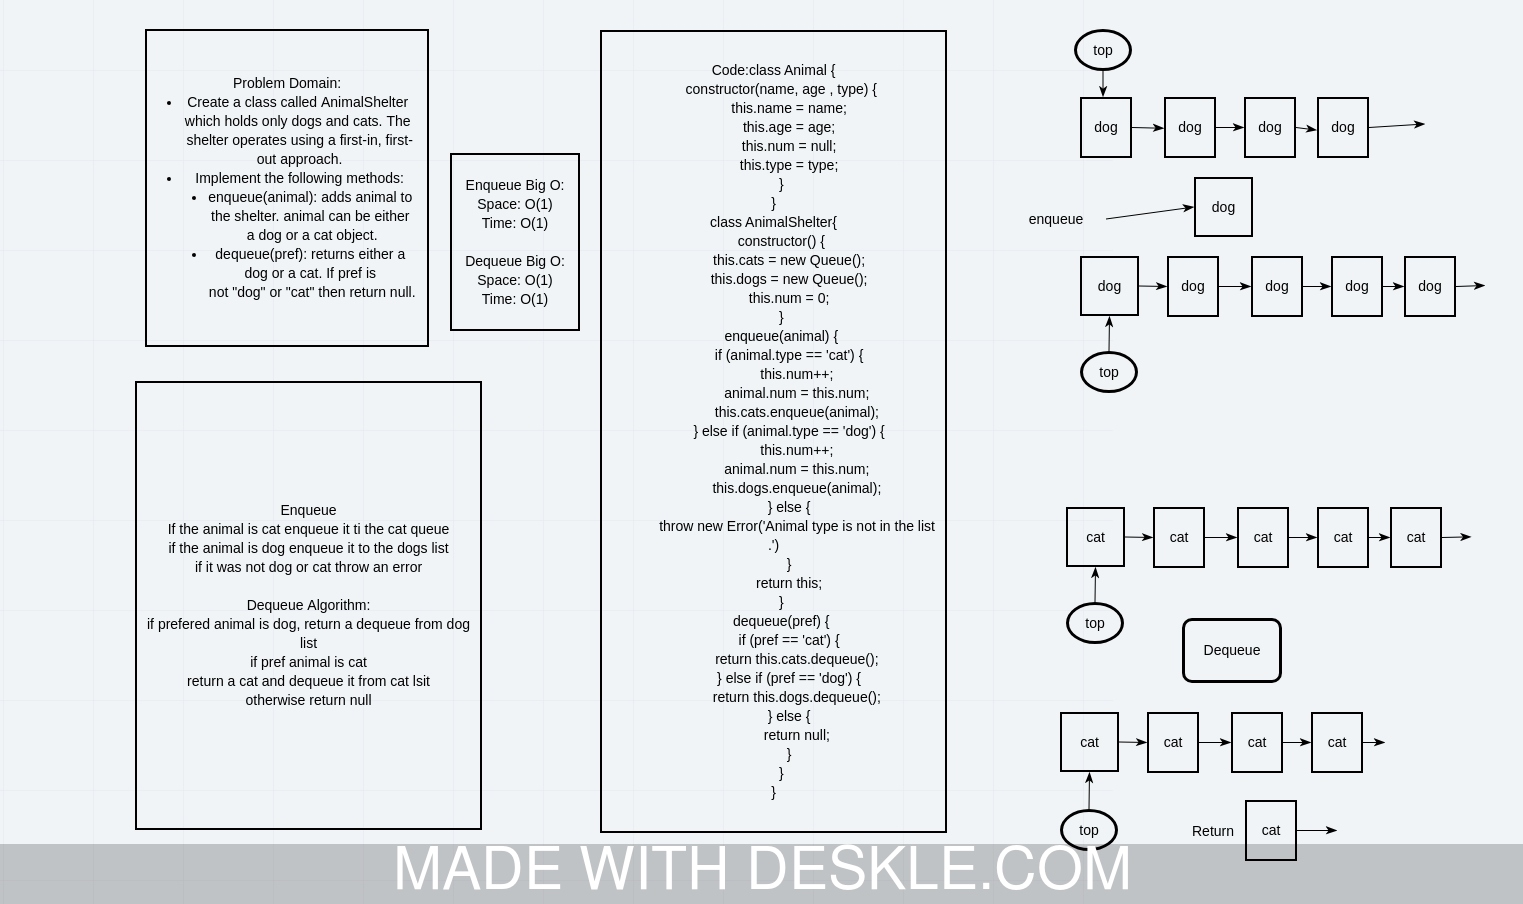 Problem Domain:
• Create a class called AnimalShelter
which holds only dogs and cats. The
shelter operates using a first-in, first-
out approach.
• Implement the following methods:
• enqueue(animal): adds animal to
the shelter. animal can be either
a dog or a cat object.
• dequeue(pref): returns either a
dog or a cat. If pref is
not "dog" or "cat" then return null.
Enqueue Big O:
Space: O(1)
Time: O(1)
Dequeue Big O:
Space: O(1)
Time: O(1)
Enqueue
If the animal is cat enqueue it ti the cat queue
if the animal is dog enqueue it to the dogs list
if it was not dog or cat throw an error
Dequeue Algorithm:
if prefered animal is dog, return a dequeue from dog
list
if pref animal is cat
return a cat and dequeue it from cat lsit
otherwise return null
Code:class Animal {
constructor(name, age , type) {
this.name = name;
this.age = age;
this.num = null;
this.type = type;
}
}
class AnimalShelter{
constructor() {
this.cats = new Queue();
this.dogs = new Queue();
this.num = 0;
}
enqueue(animal) {
if (animal.type == 'cat') {
this.num++;
animal.num = this.num;
this.cats.enqueue(animal);
} else if (animal.type == 'dog') {
this.num++;
animal.num = this.num;
this.dogs.enqueue(animal);
} else {
throw new Error('Animal type is not in the list
.')
}
return this;
}
dequeue(pref) {
if (pref == 'cat') {
return this.cats.dequeue();
} else if (pref == 'dog') {
return this.dogs.dequeue();
} else {
return null;
}
}
}
top
dog dog dog dog
enqueue dog
dog dog dog dog dog
top
cat cat cat cat cat
top
Dequeue
cat cat cat cat
top Return cat
MADE WITH DESKLE.COM